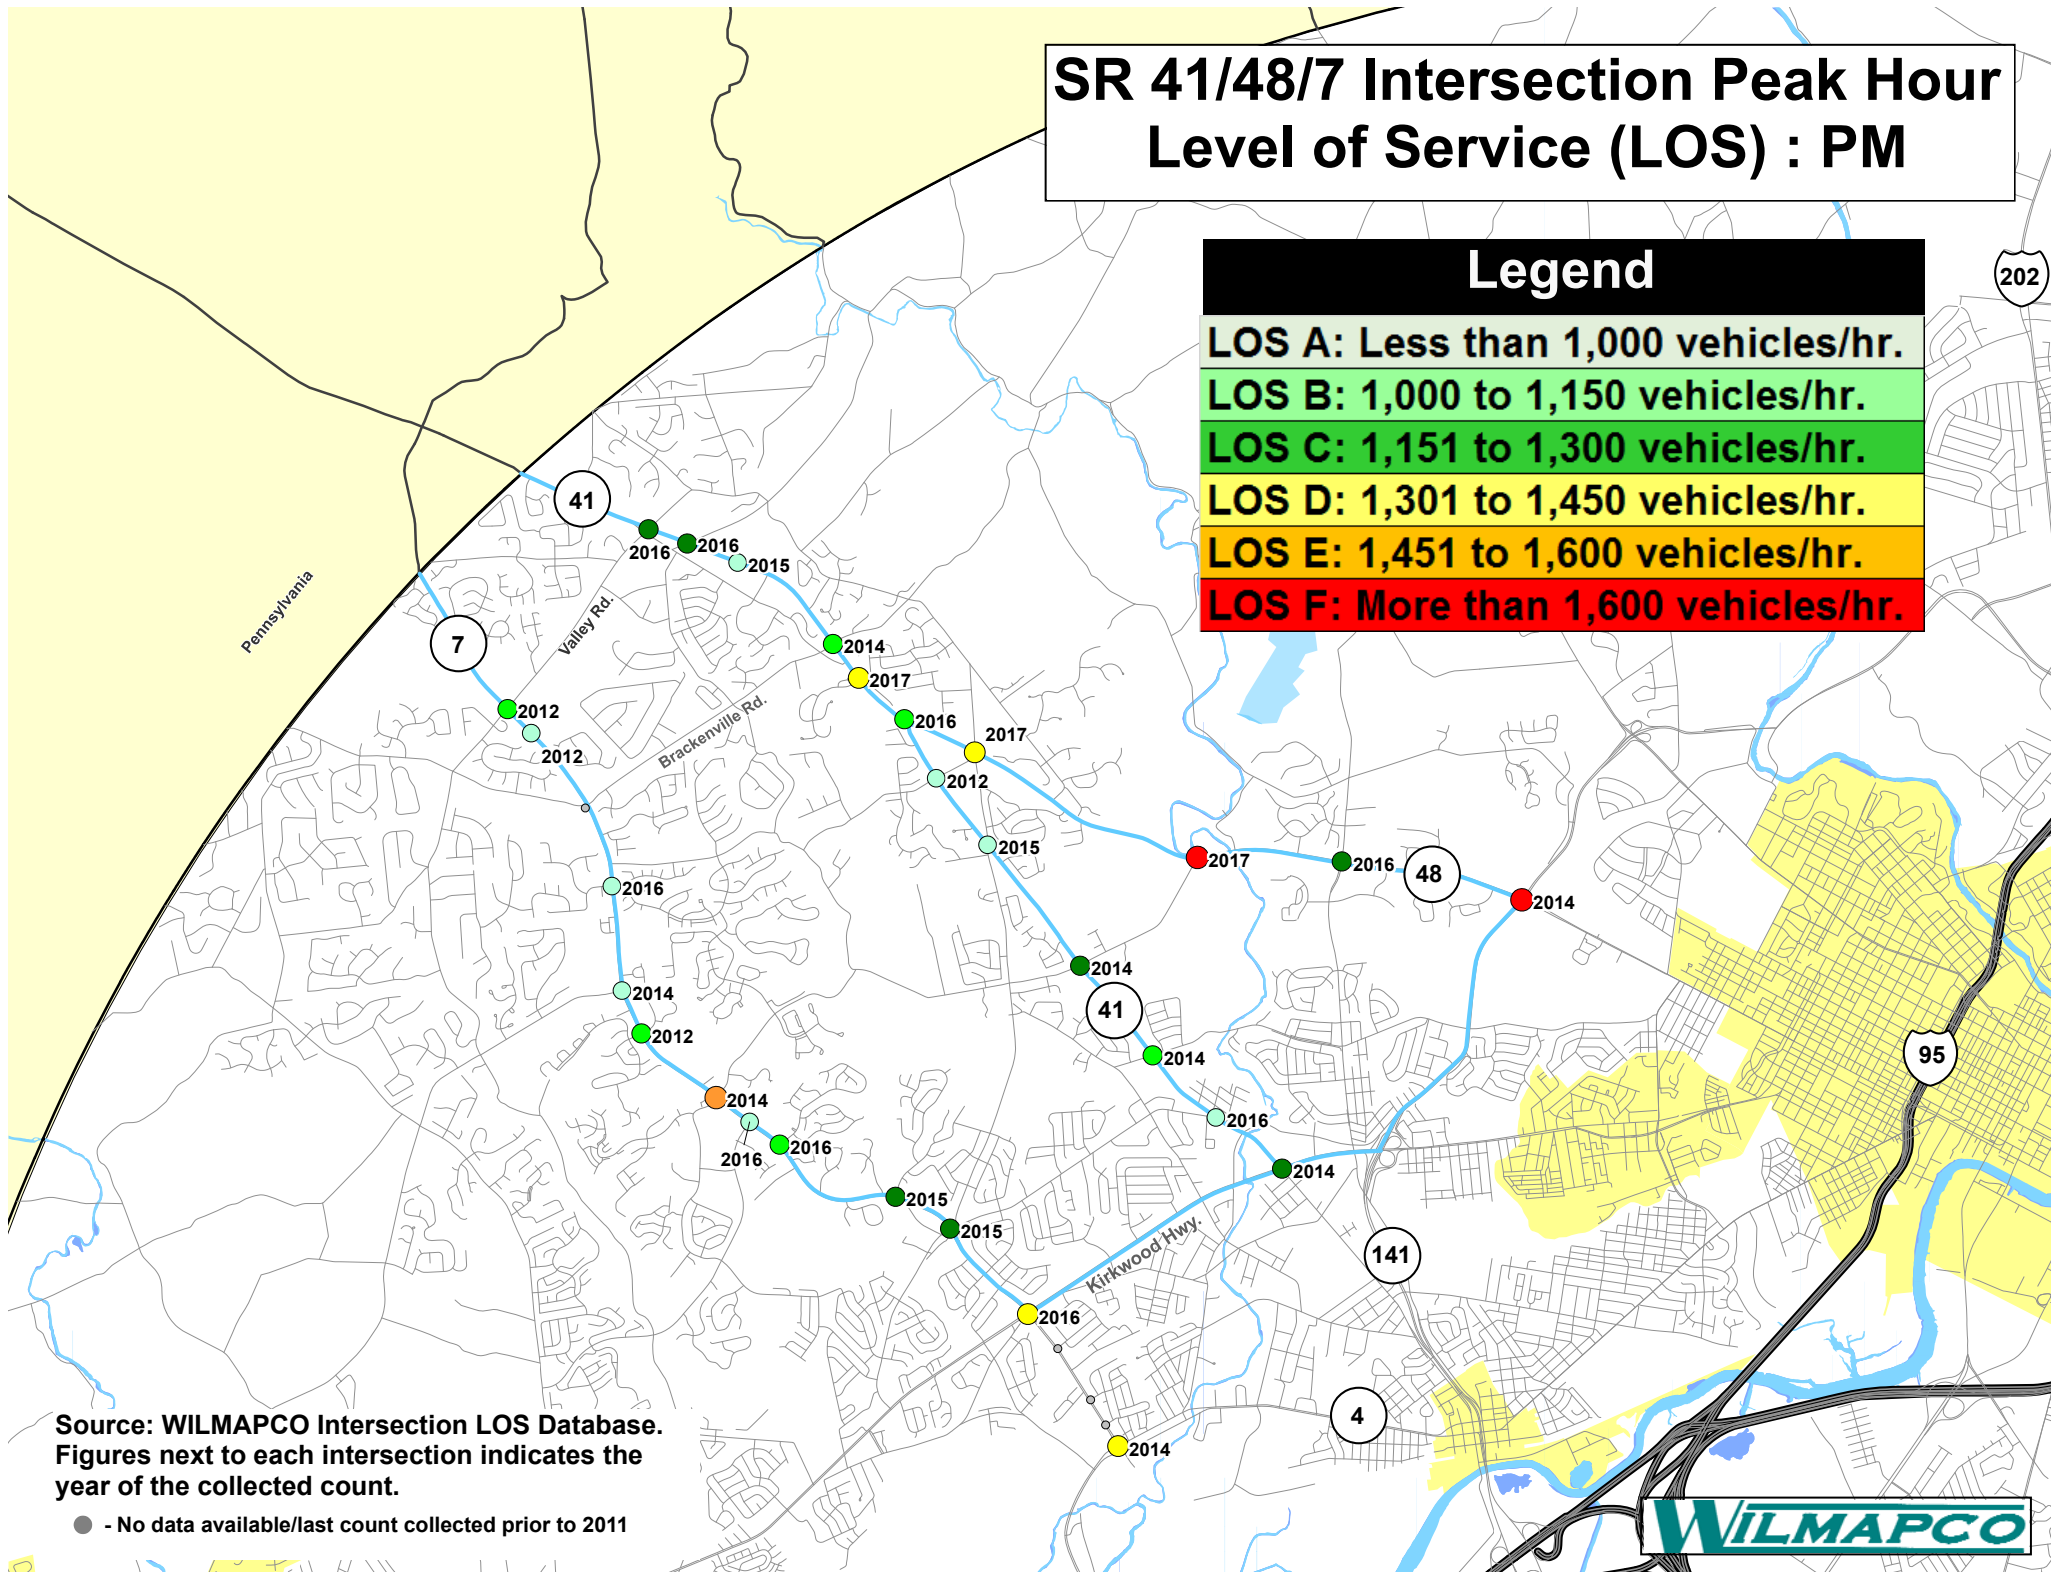 SR 41/48/7 Intersection Peak Hour
Level of Service (LOS) : PM
Legend
LOS A: Less than 1,000 vehicles/hr.
LOS B: 1,000 to 1,150 vehicles/hr.
LOS C: 1,151 to 1,300 vehicles/hr.
LOS D: 1,301 to 1,450 vehicles/hr.
LOS E: 1,451 to 1,600 vehicles/hr.
LOS F: More than 1,600 vehicles/hr.
202
41
2016
2016
2015
Pennsylvania
Valley Rd.
7
2014
2017
2012
2016
Brackenville Rd.
2017
2012
2012
2015
2017
2016
48
2016
2014
2014
2014
41
2012
2014
95
2014
2016
2016
2016
2014
2015
2015
Kirkwood Hwy.
141
2016
4
2014
Source: WILMAPCO Intersection LOS Database.
Figures next to each intersection indicates the
year of the collected count.
- No data available/last count collected prior to 2011
WILMAPCO